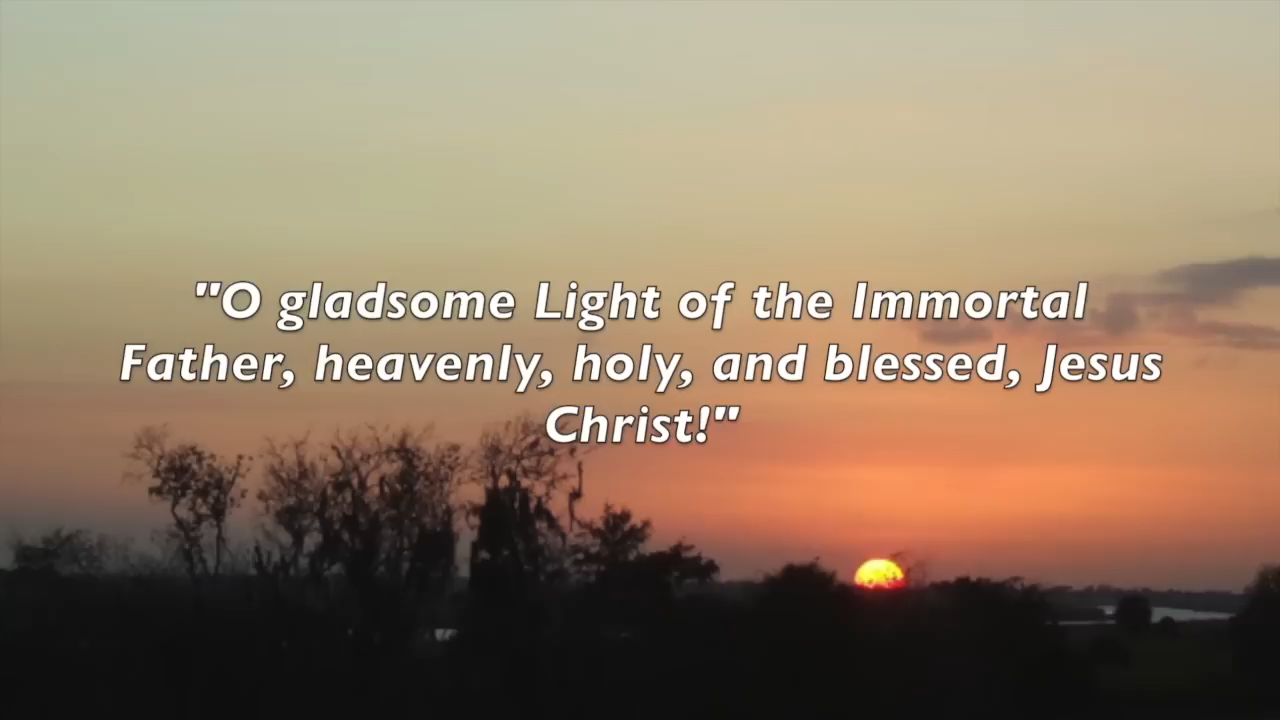 "O gladsome Light of the Immortal
Father, heavenly, holy, and blessed, Jesus
Christ!"